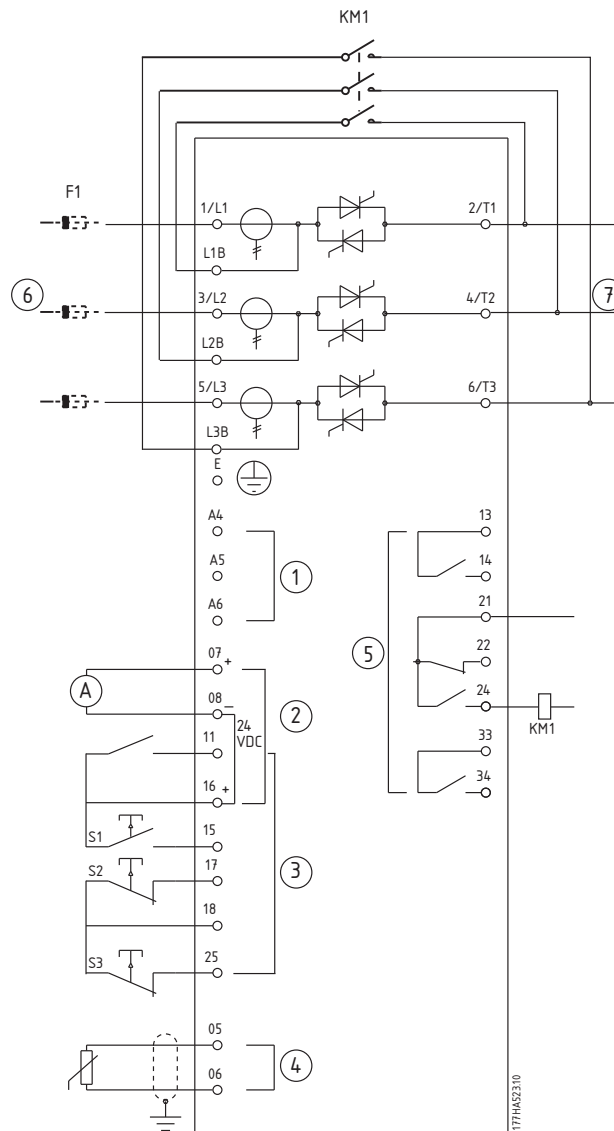 KM1
F1
1/L1
2/T1
L1B
6
3/L2
4/T2
7
L2B
5/L3
6/T3
L3B
E
A4
13
1
A5
14
A6
21
5
07 +
22
A
2
08 –
24
24 VDC
KM1
11
33
16 +
34
S1
15
S2
17
3
18
S3
25
05
4
06
177HA523.10